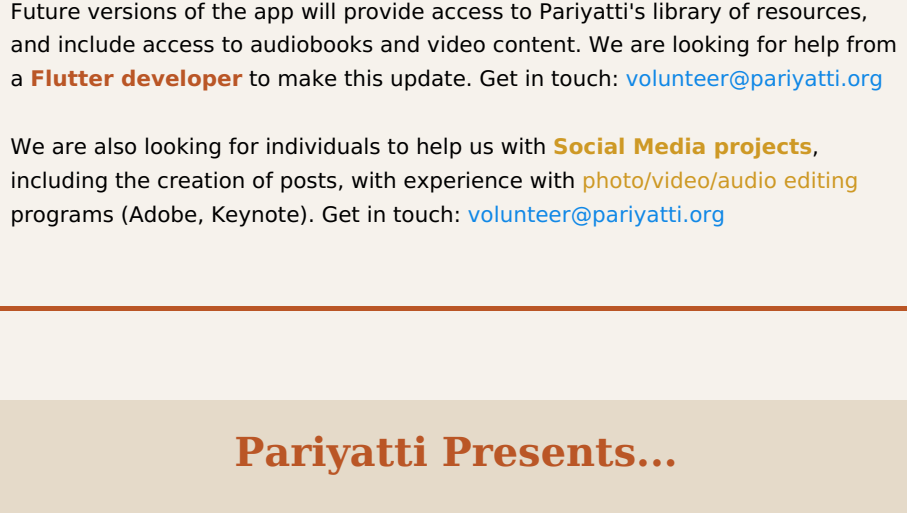 Future versions of the app will provide access to Pariyatti's library of resources,
and include access to audiobooks and video content. We are looking for help from
a Flutter developer to make this update. Get in touch: volunteer@pariyatti.org
We are also looking for individuals to help us with Social Media projects,
including the creation of posts, with experience with photo/video/audio editing
programs (Adobe, Keynote). Get in touch: volunteer@pariyatti.org
Pariyatti Presents...